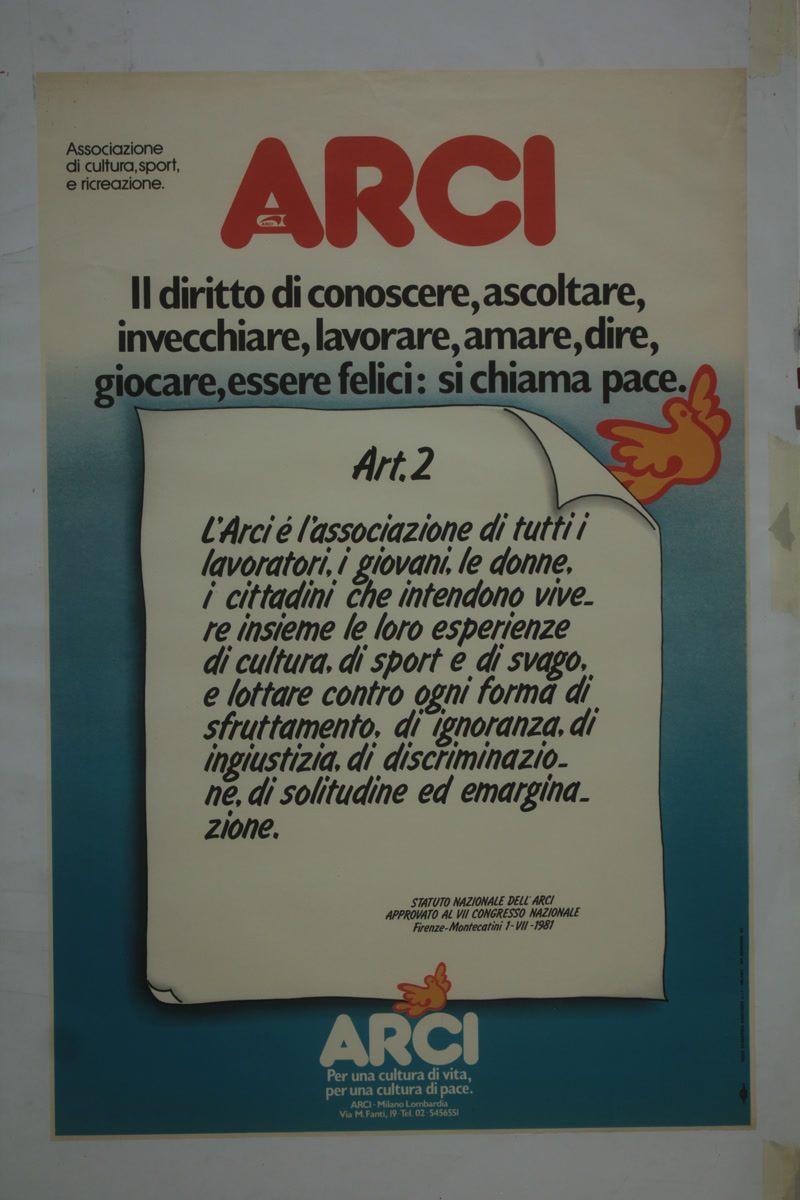 Associazione
di cultura, sport,
e ricreazione.
ARCI
Il diritto di conoscere, ascoltare,
invecchiare, lavorare, amare, dire,
giocare, essere felici: si chiama pace.
Art. 2
L'Arci é l'associazione di tutti i
lavoratori, i giovani, le donne,
i cittadini che intendono vive-
re insieme le loro esperienze
di cultura, di sport e di svago,
e lottare contro ogni forma di
sfruttamento, di ignoranza, di
ingiustizia, di discriminazio-
ne, di solitudine ed emargina-
zione.
STATUTO NAZIONALE DELL'ARCI
APPROVATO AL VII CONGRESSO NAZIONALE
Firenze-Montecatini 1-VII-1981
ARCI
Per una cultura di vita,
per una cultura di pace.
ARCI - Milano Lombardia
Via M. Fanti, 19 - Tel. 02-5456551